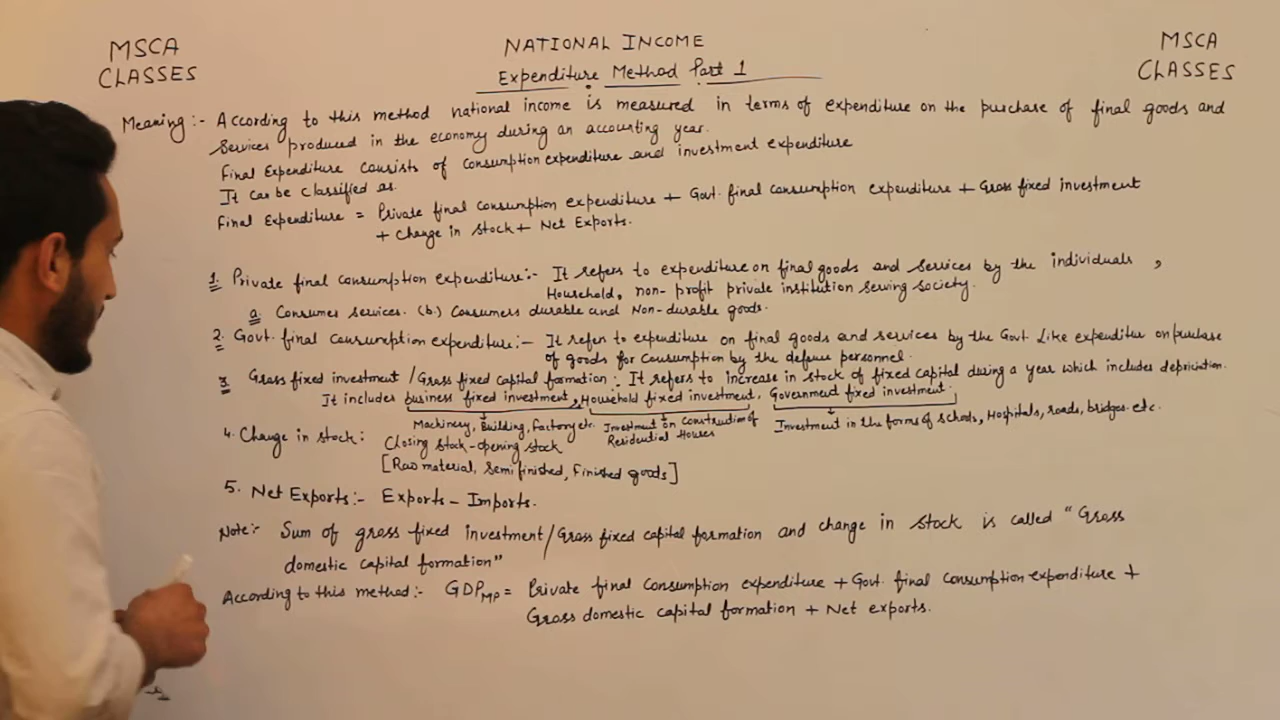 MSCA
CLASSES
NATIONAL INCOME
Expenditure Method Part 1
MSCA
CLASSES
Meaning:- According to this method national income is measured in terms of expenditure on the purchase of final goods and
services produced in the economy during an accounting year.
Final Expenditure consists of consumption expenditure and investment expenditure
It can be classified as.
Final Expenditure = Private final consumption expenditure + Govt. final consumption expenditure + Gross fixed investment
+ Change in stock + Net Exports.
1. Private final consumption expenditure:- It refers to expenditure on final goods and services by the individuals,
Household, non-profit private institution serving society.
a. Consumer services. (b.) Consumers durable and Non-durable goods.
2. Govt. final consumption expenditure:- It refer to expenditure on final goods and services by the Govt. Like expenditure on purchase
of goods for consumption by the defence personnel.
3. Gross fixed investment / Gross fixed capital formation:- It refers to increase in stock of fixed capital during a year which includes depriciation.
It includes business fixed investment, Household fixed investment, Government fixed investment.
Machinery, Building, Factory etc. Investment on construction of Investment in the forms of schools, Hospitals, roads, bridges. etc.
Residential Houses
4. Change in stock: Closing stock-opening stock
[Raw material, semi finished, Finished goods]
5. Net Exports:- Exports - Imports.
Note:- Sum of gross fixed investment/Gross fixed capital formation and change in stock is called "Gross
domestic capital formation"
According to this method:- GDPMP = Private final consumption expenditure + Govt. final consumption expenditure +
Gross domestic capital formation + Net exports.